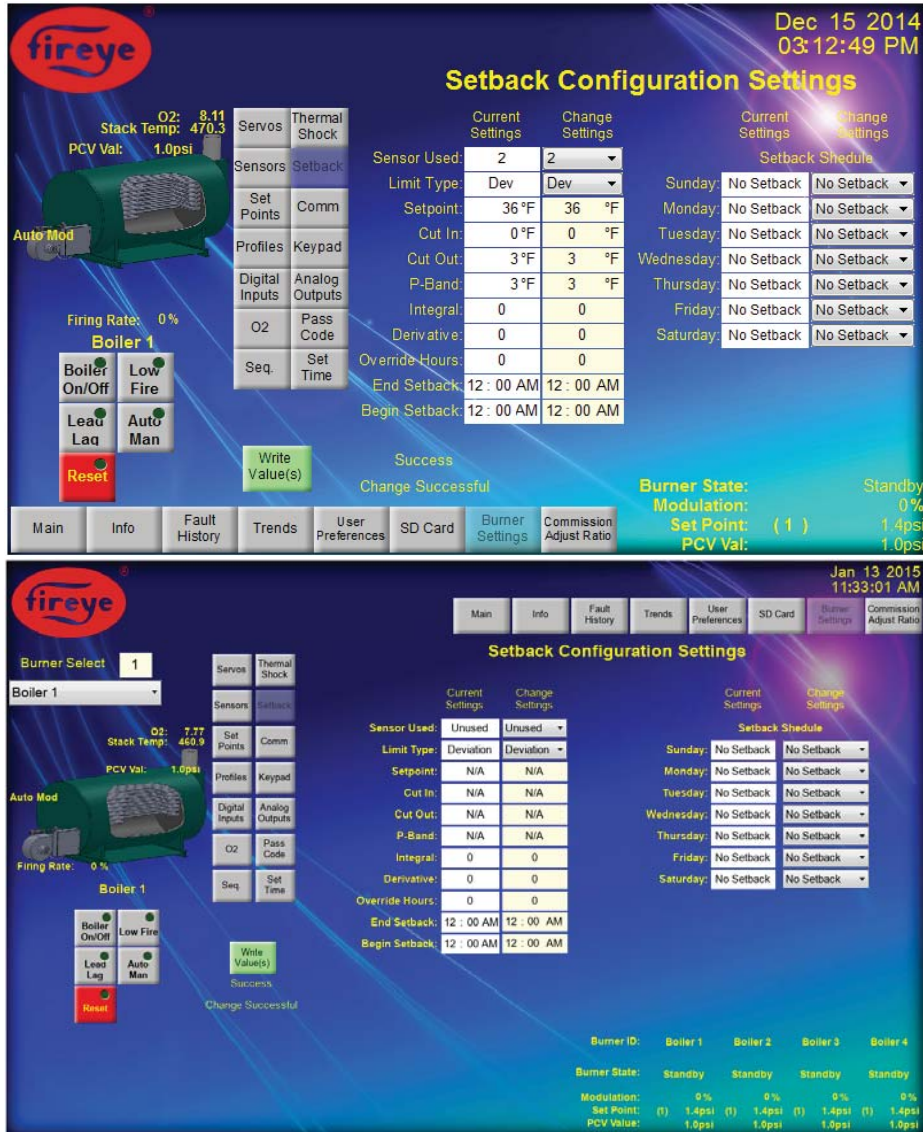 fireye
®
Dec 15 2014
03:12:49 PM
Setback Configuration Settings
O2: 8.11
Stack Temp: 470.3
PCV Val: 1.0psi
Auto Mod
Firing Rate: 0 %
Boiler 1
Boiler On/Off
Low Fire
Lead Lag
Auto Man
Reset
Servos
Thermal Shock
Sensors
Setback
Set Points
Comm
Profiles
Keypad
Digital Inputs
Analog Outputs
O2
Pass Code
Seq.
Set Time
Write Value(s)
Current Settings Change Settings
Sensor Used: 2 2
Limit Type: Dev Dev
Setpoint: 36 °F 36 °F
Cut In: 0 °F 0 °F
Cut Out: 3 °F 3 °F
P-Band: 3 °F 3 °F
Integral: 0 0
Derivative: 0 0
Override Hours: 0 0
End Setback: 12 : 00 AM 12 : 00 AM
Begin Setback: 12 : 00 AM 12 : 00 AM
Success
Change Successful
Current Settings Change Settings
Setback Shedule
Sunday: No Setback No Setback
Monday: No Setback No Setback
Tuesday: No Setback No Setback
Wednesday: No Setback No Setback
Thursday: No Setback No Setback
Friday: No Setback No Setback
Saturday: No Setback No Setback
Burner State: Standby
Modulation: 0 %
Set Point: ( 1 ) 1.4psi
PCV Val: 1.0psi
Main
Info
Fault History
Trends
User Preferences
SD Card
Burner Settings
Commission Adjust Ratio
fireye
®
Jan 13 2015
11:33:01 AM
Main
Info
Fault History
Trends
User Preferences
SD Card
Burner Settings
Commission Adjust Ratio
Setback Configuration Settings
Burner Select 1
Boiler 1
O2: 7.77
Stack Temp: 460.9
PCV Val: 1.0psi
Auto Mod
Firing Rate: 0 %
Boiler 1
Boiler On/Off
Low Fire
Lead Lag
Auto Man
Reset
Servos
Thermal Shock
Sensors
Setback
Set Points
Comm
Profiles
Keypad
Digital Inputs
Analog Outputs
O2
Pass Code
Seq.
Set Time
Write Value(s)
Success
Change Successful
Current Settings Change Settings
Sensor Used: Unused Unused
Limit Type: Deviation Deviation
Setpoint: N/A N/A
Cut In: N/A N/A
Cut Out: N/A N/A
P-Band: N/A N/A
Integral: 0 0
Derivative: 0 0
Override Hours: 0 0
End Setback: 12 : 00 AM 12 : 00 AM
Begin Setback: 12 : 00 AM 12 : 00 AM
Current Settings Change Settings
Setback Shedule
Sunday: No Setback No Setback
Monday: No Setback No Setback
Tuesday: No Setback No Setback
Wednesday: No Setback No Setback
Thursday: No Setback No Setback
Friday: No Setback No Setback
Saturday: No Setback No Setback
Burner ID: Boiler 1 Boiler 2 Boiler 3 Boiler 4
Burner State: Standby Standby Standby Standby
Modulation: 0 % 0 % 0 % 0 %
Set Point: (1) 1.4psi (1) 1.4psi (1) 1.4psi (1) 1.4psi
PCV Value: 1.0psi 1.0psi 1.0psi 1.0psi